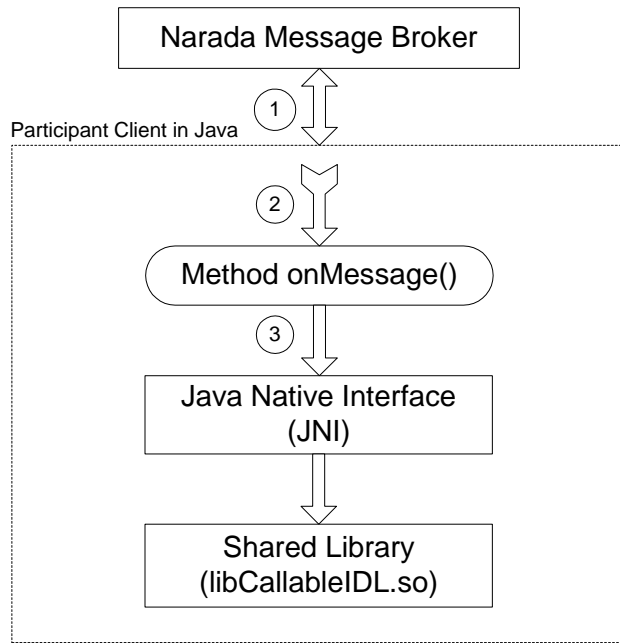 Narada Message Broker
1
Participant Client in Java
2
Method onMessage()
3
Java Native Interface
(JNI)
Shared Library
(libCallableIDL.so)